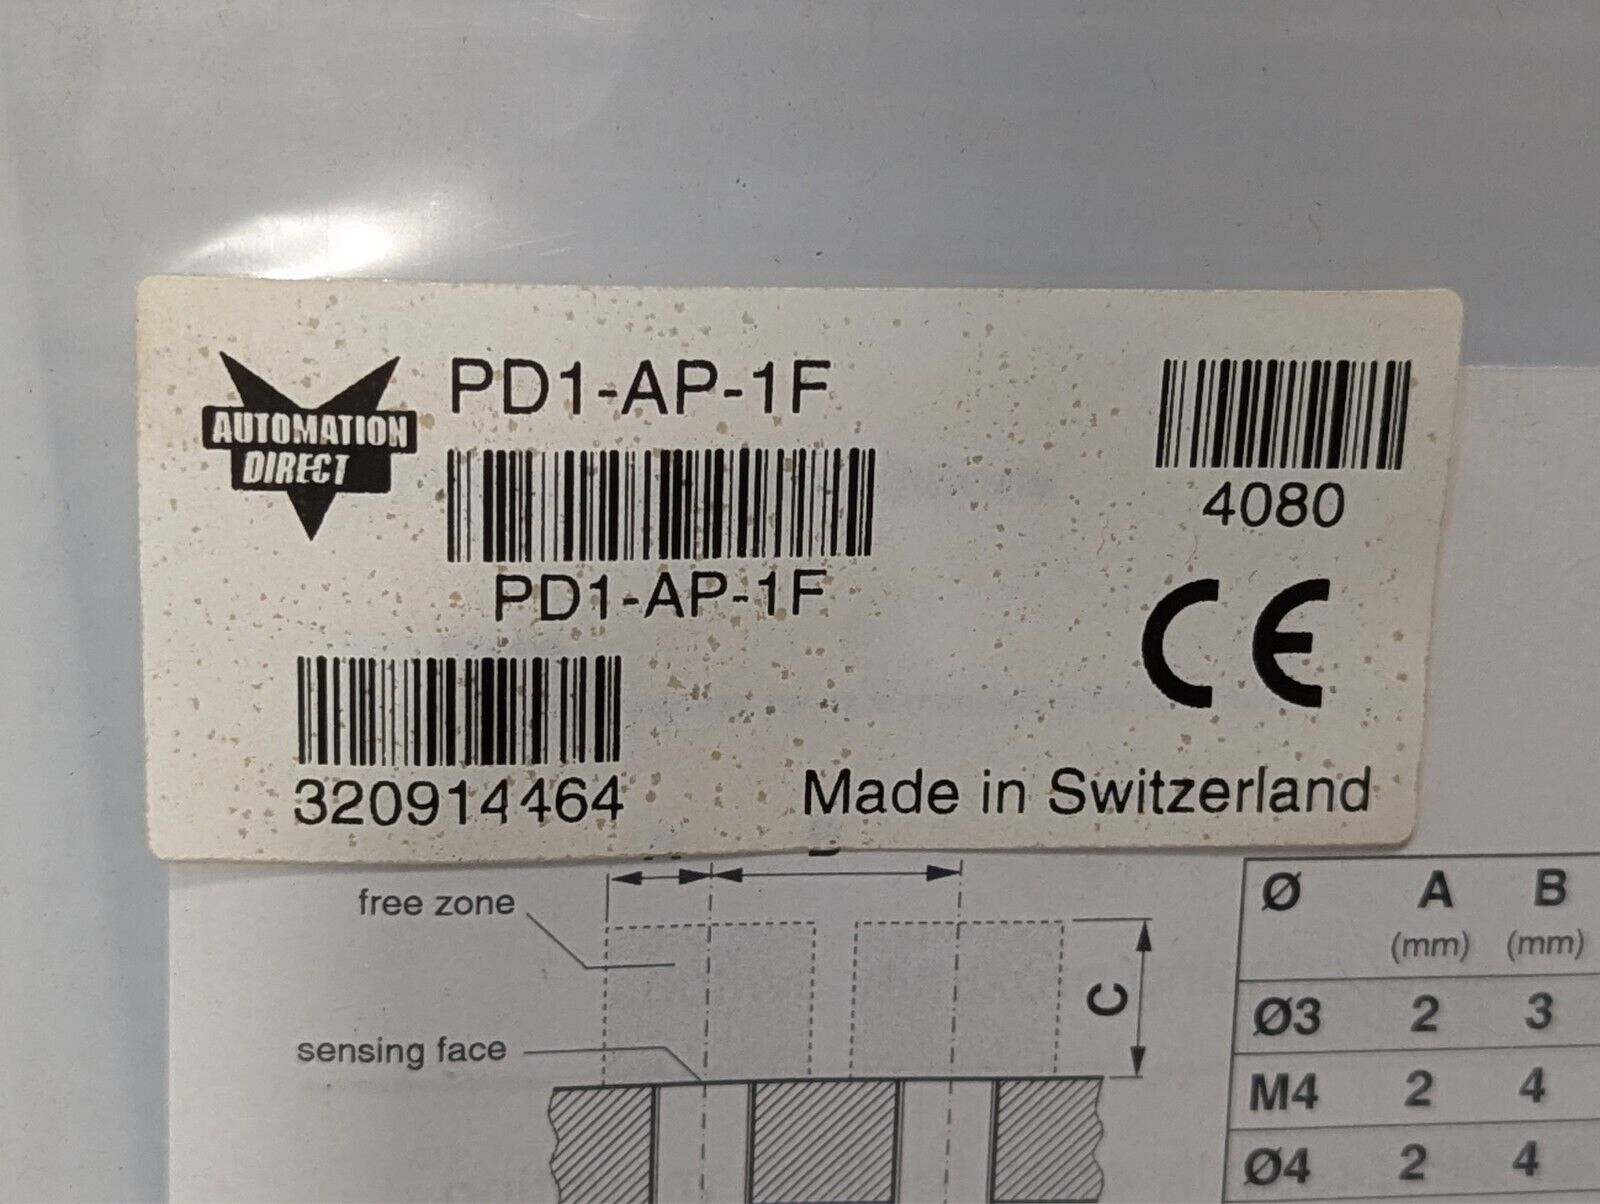 AUTOMATION
DIRECT
PD1-AP-1F
PD1-AP-1F
4080
CE
320914464
Made in Switzerland
free zone
sensing face
C
Ø A B
(mm) (mm)
Ø3 2 3
M4 2 4
Ø4 2 4